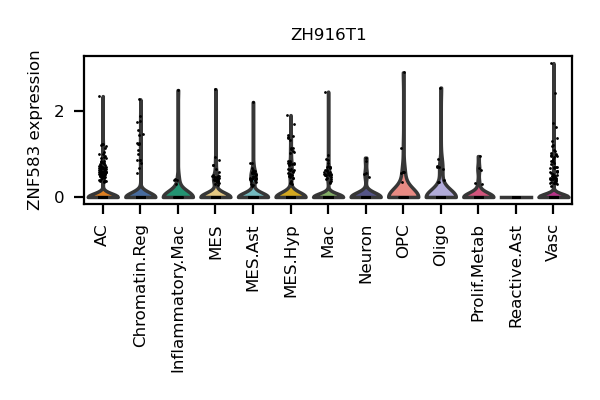 ZH916T1
ZNF583 expression
2
0
AC
Chromatin.Reg
Inflammatory.Mac
MES
MES.Ast
MES.Hyp
Mac
Neuron
OPC
Oligo
Prolif.Metab
Reactive.Ast
Vasc